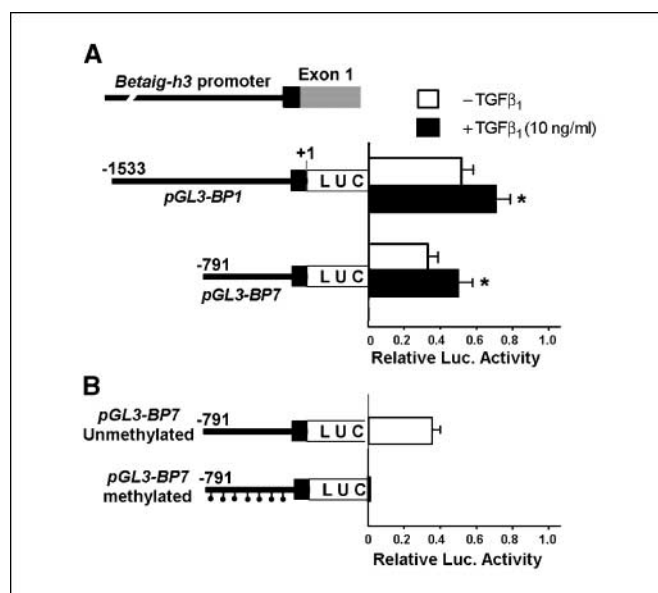 A
Betaig-h3 promoter
Exon 1
– TGFβ1
+ TGFβ1 (10 ng/ml)
-1533
+1
LUC
pGL3-BP1
*
-791
LUC
pGL3-BP7
*
0 0.2 0.4 0.6 0.8 1.0
Relative Luc. Activity
B
pGL3-BP7
Unmethylated
-791
LUC
pGL3-BP7
methylated
-791
LUC
0 0.2 0.4 0.6 0.8 1.0
Relative Luc. Activity